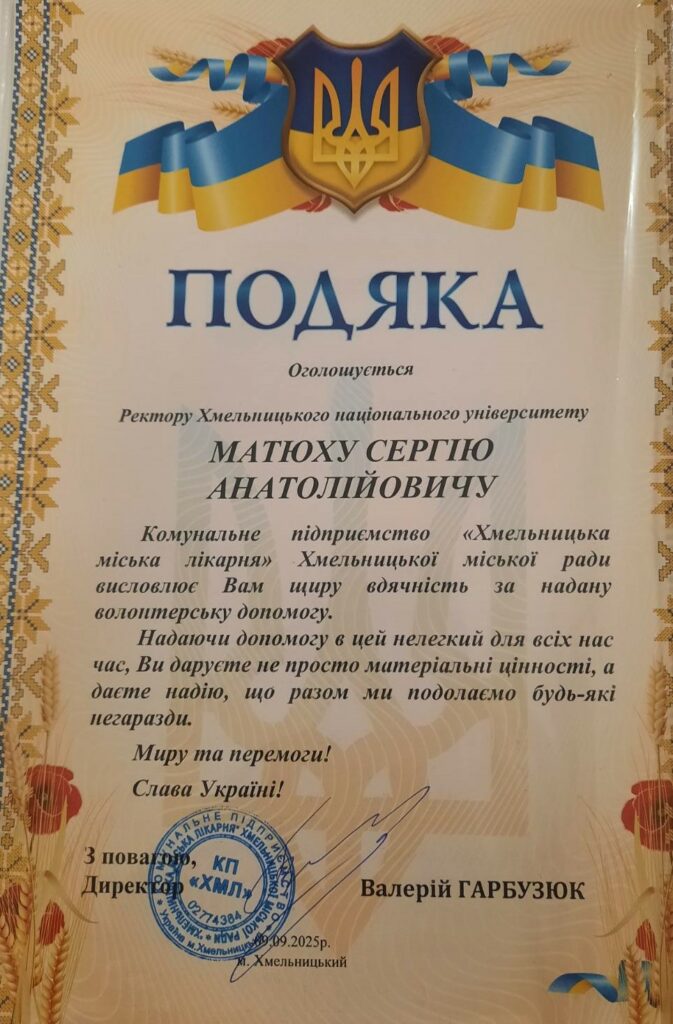 ПОДЯКА
Оголошується
Ректору Хмельницького національного університету
МАТЮХУ СЕРГІЮ
АНАТОЛІЙОВИЧУ
Комунальне підприємство «Хмельницька
міська лікарня» Хмельницької міської ради
висловлює Вам щиру вдячність за надану
волонтерську допомогу.
Надаючи допомогу в цей нелегкий для всіх нас
час, Ви даруєте не просто матеріальні цінності, а
даєте надію, що разом ми подолаємо будь-які
негаразди.
Миру та перемоги!
Слава Україні!
З повагою,
Директор
Валерій ГАРБУЗЮК
КП
«ХМЛ»
02774384
09.09.2025р.
м. Хмельницький